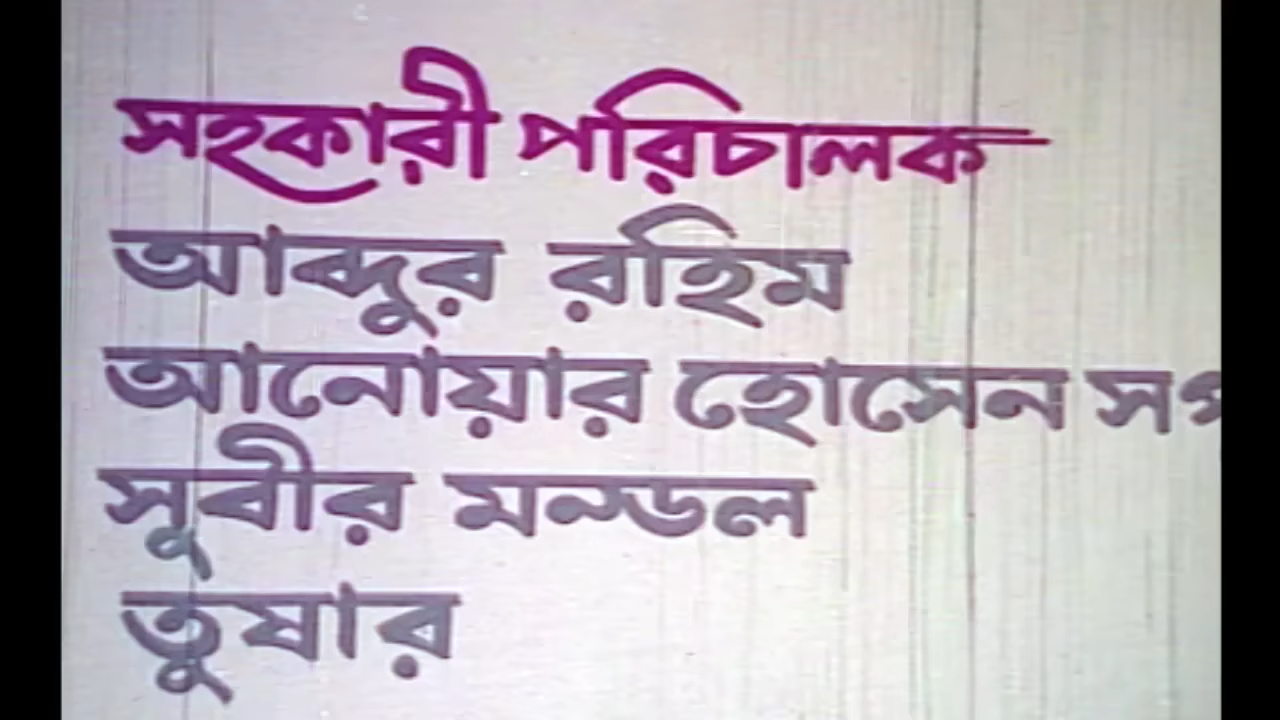 সহকারী পরিচালক
আব্দুর রহিম
আনোয়ার হোসেন
সুবীর মন্ডল
তুষার